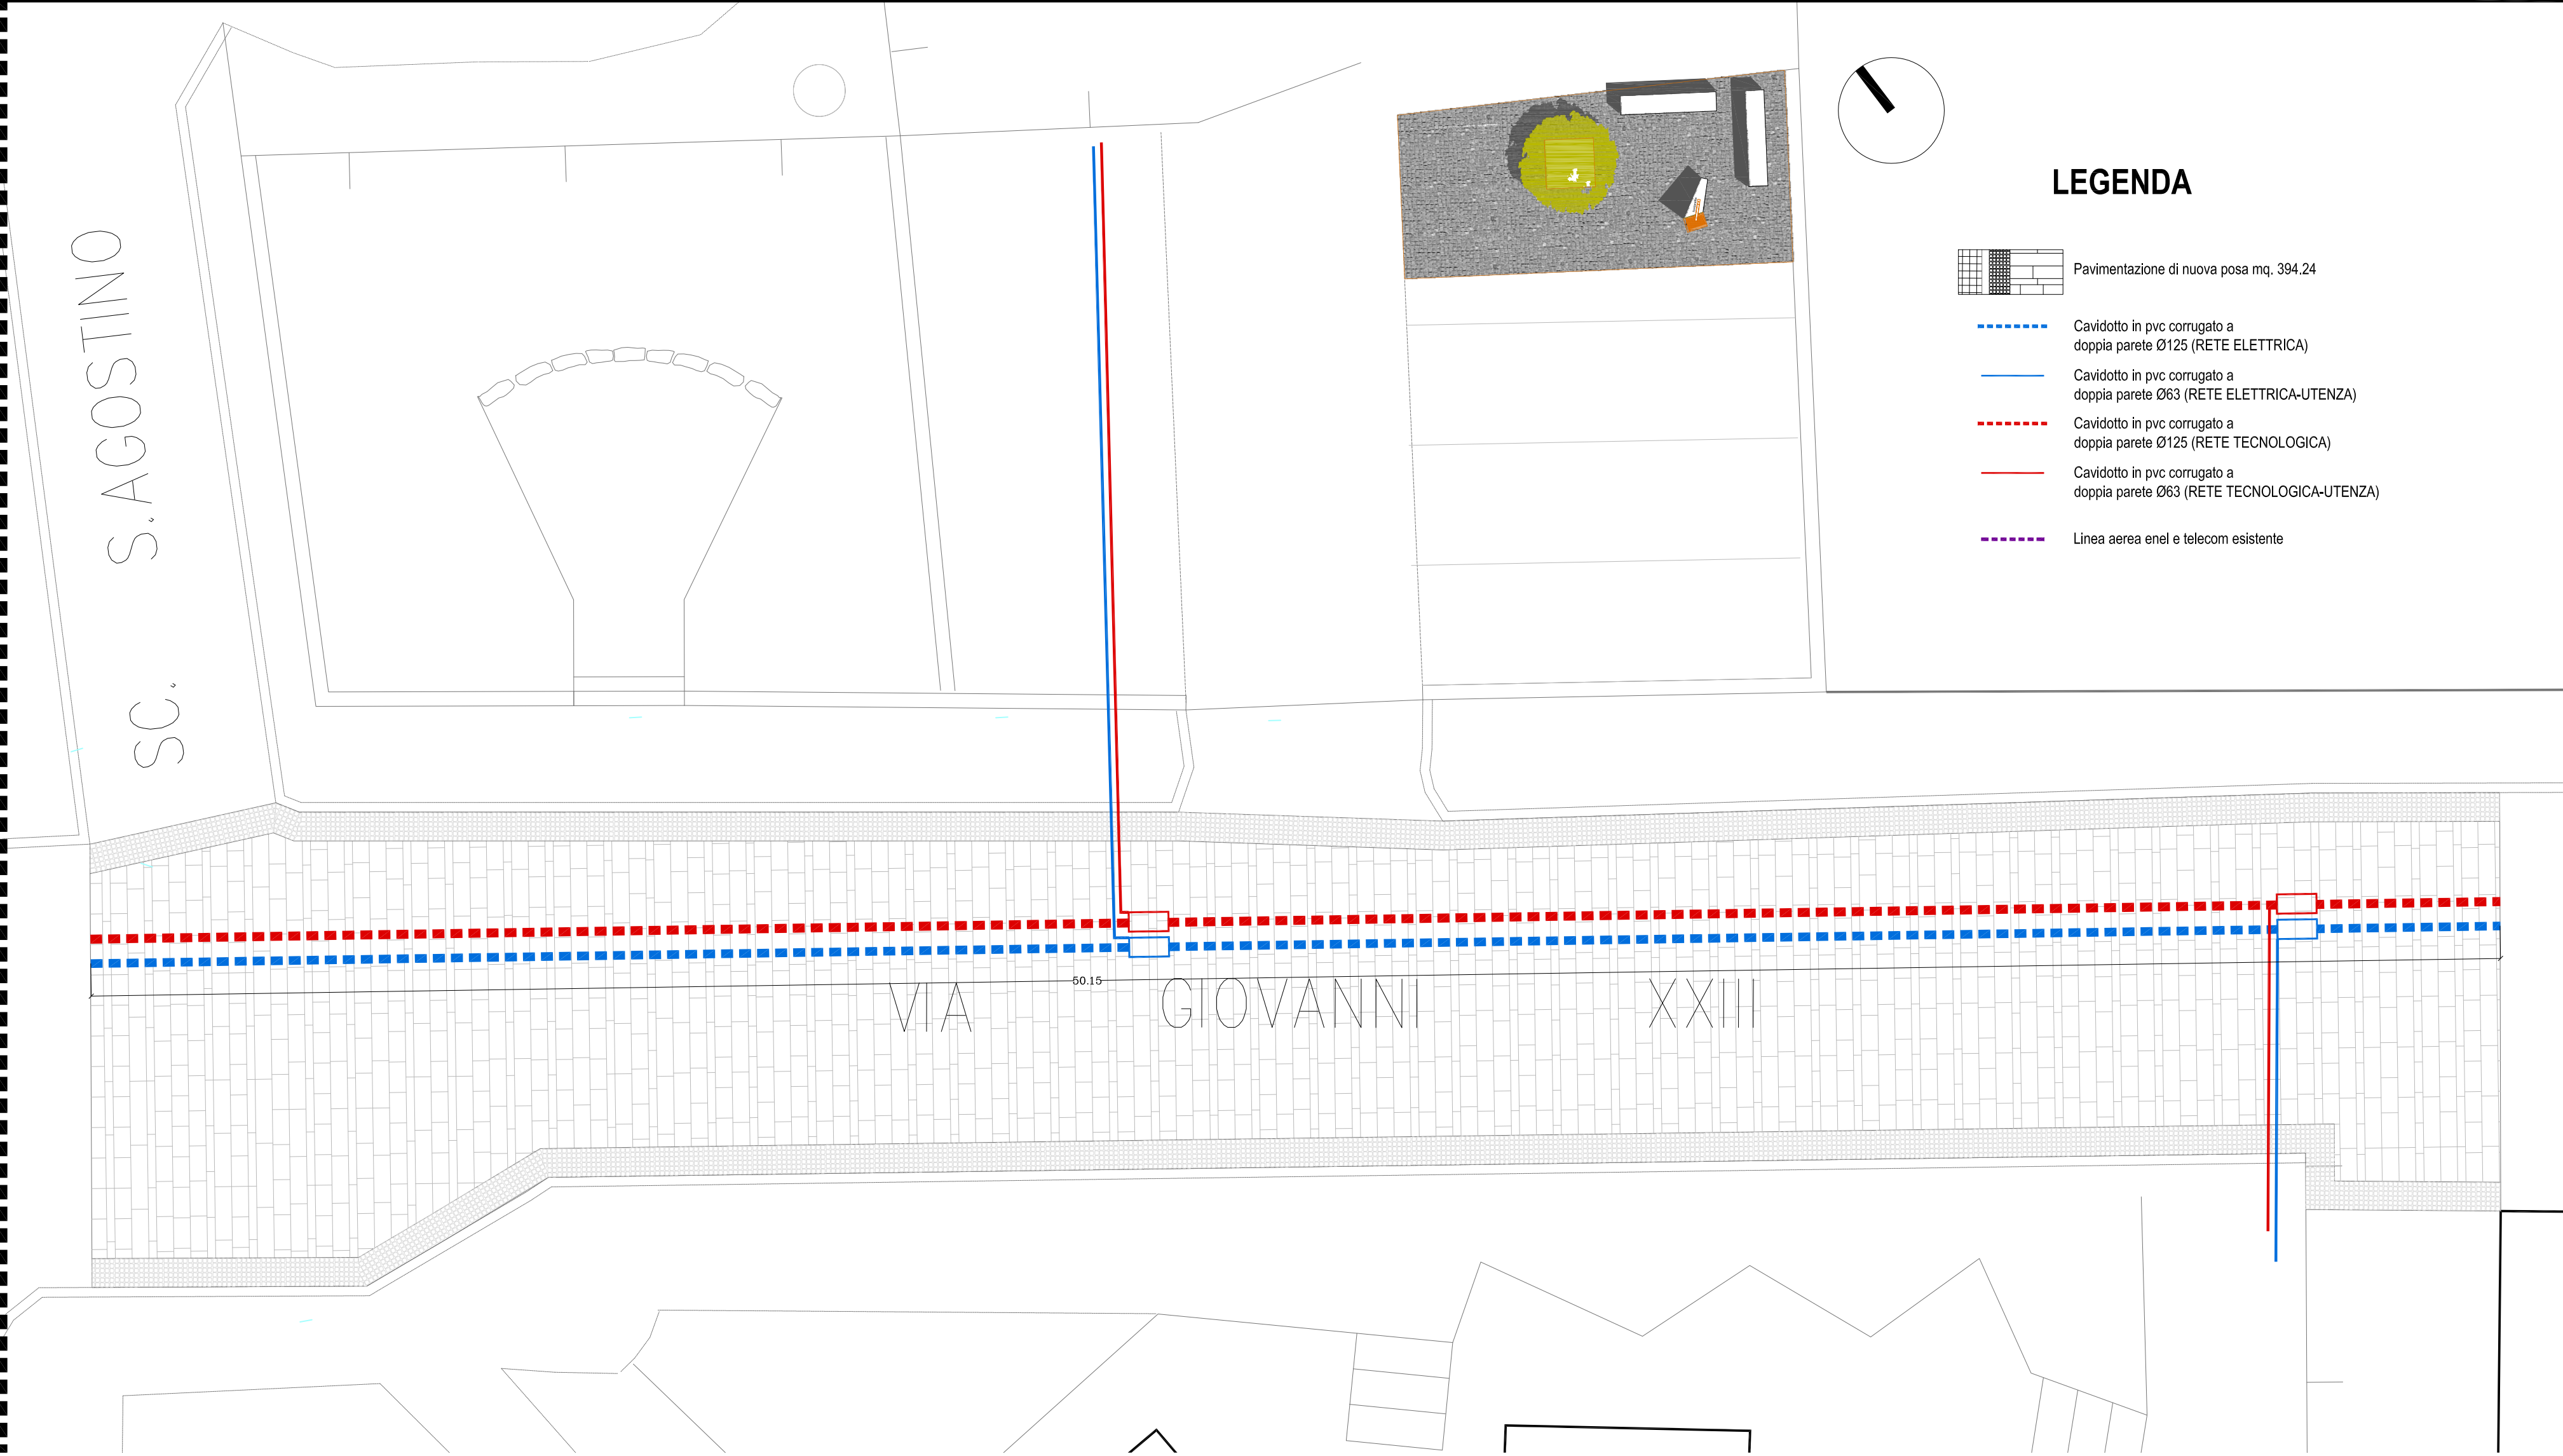 LEGENDA
Pavimentazione di nuova posa mq. 394.24
Cavidotto in pvc corrugato a
doppia parete Ø125 (RETE ELETTRICA)
Cavidotto in pvc corrugato a
doppia parete Ø63 (RETE ELETTRICA-UTENZA)
Cavidotto in pvc corrugato a
doppia parete Ø125 (RETE TECNOLOGICA)
Cavidotto in pvc corrugato a
doppia parete Ø63 (RETE TECNOLOGICA-UTENZA)
Linea aerea enel e telecom esistente
SC. S. AGOSTINO
50.15
VIA GIOVANNI XXIII